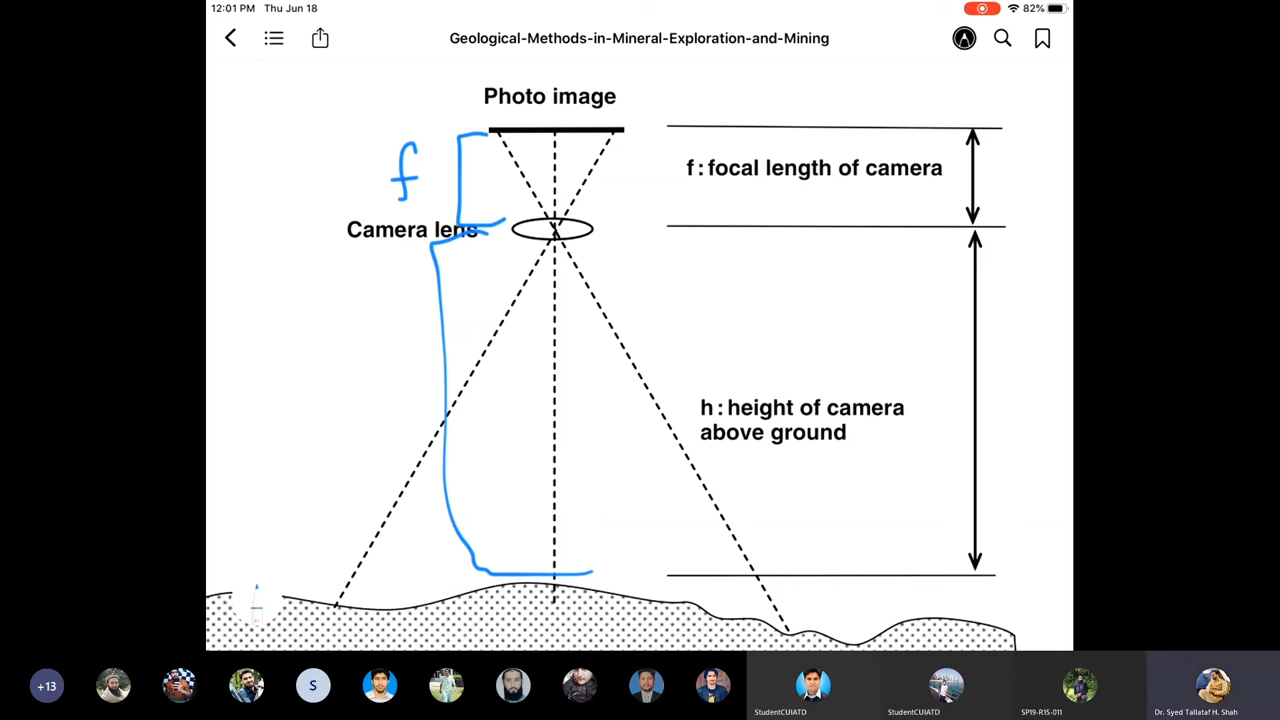 12:01 PM Thu Jun 18
82%
Geological-Methods-in-Mineral-Exploration-and-Mining
Photo image
f
f: focal length of camera
Camera lens
h: height of camera
above ground
+13
S
StudentCUIATD
StudentCUIATD
SP19-R15-011
Dr. Syed Tallataf H. Shah